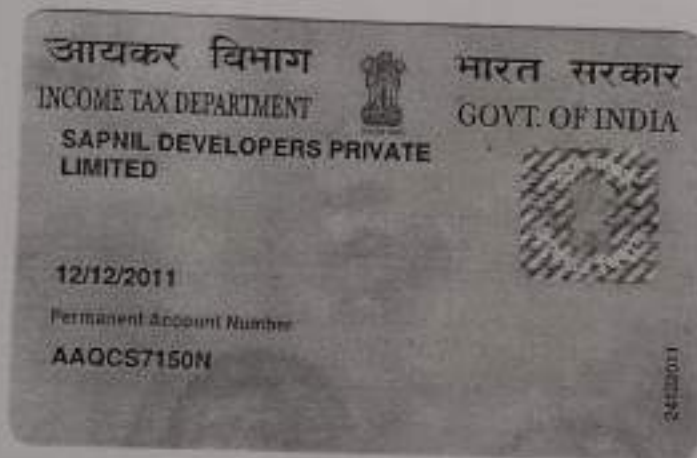 आयकर विभाग
भारत सरकार
INCOME TAX DEPARTMENT
GOVT. OF INDIA
SAPNIL DEVELOPERS PRIVATE
LIMITED
12/12/2011
Permanent Account Number
AAQCS7150N